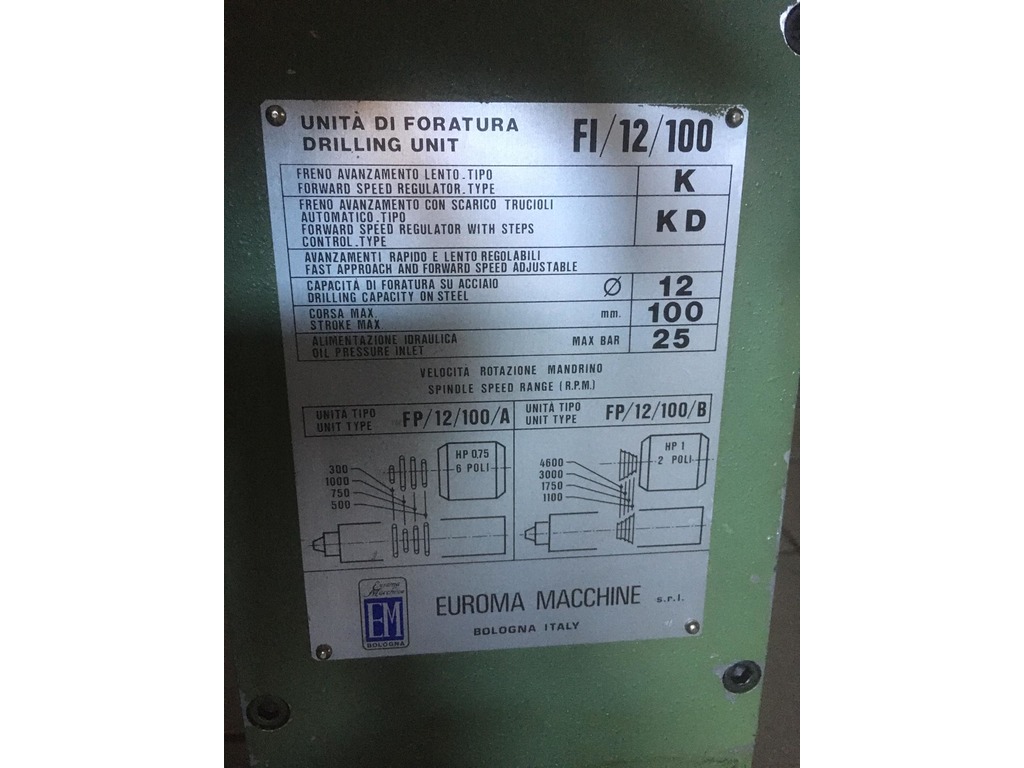 UNITÀ DI FORATURA
DRILLING UNIT
FI/12/100
FRENO AVANZAMENTO LENTO.TIPO
FORWARD SPEED REGULATOR.TYPE
K
FRENO AVANZAMENTO CON SCARICO TRUCIOLI
AUTOMATICO.TIPO
FORWARD SPEED REGULATOR WITH STEPS
CONTROL.TYPE
KD
AVANZAMENTI RAPIDO E LENTO REGOLABILI
FAST APPROACH AND FORWARD SPEED ADJUSTABLE
CAPACITÀ DI FORATURA SU ACCIAIO
DRILLING CAPACITY ON STEEL
Ø
12
CORSA MAX.
STROKE MAX.
mm.
100
ALIMENTAZIONE IDRAULICA
OIL PRESSURE INLET
MAX BAR
25
VELOCITA ROTAZIONE MANDRINO
SPINDLE SPEED RANGE (R.P.M.)
UNITÀ TIPO
UNIT TYPE
FP/12/100/A
UNITÀ TIPO
UNIT TYPE
FP/12/100/B
HP 0.75
6 POLI
300
1000
750
500
HP 1
2 POLI
4600
3000
1750
1100
Euroma
Macchine
EM
BOLOGNA
EUROMA MACCHINE s.r.l.
BOLOGNA ITALY